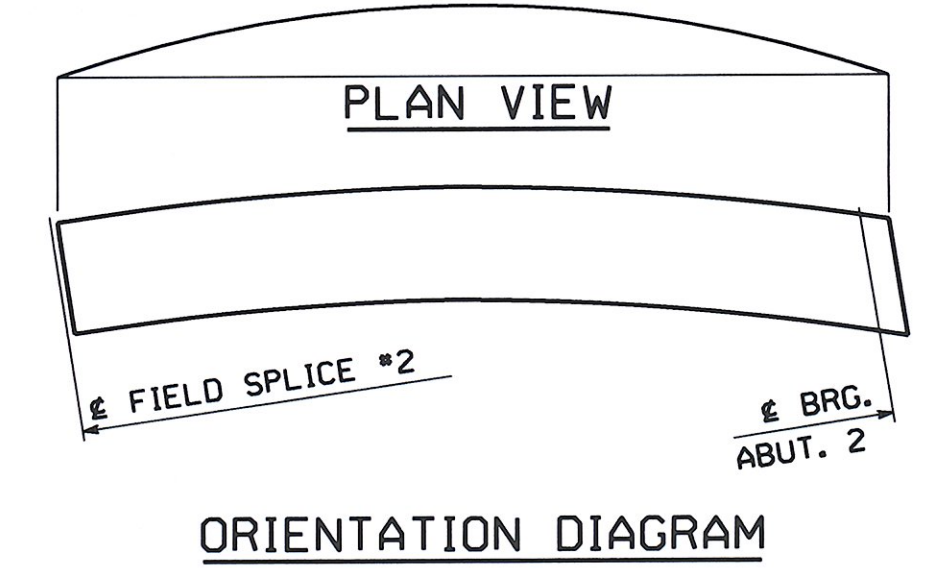 PLAN VIEW
℄ FIELD SPLICE #2
℄ BRG.
ABUT. 2
ORIENTATION DIAGRAM